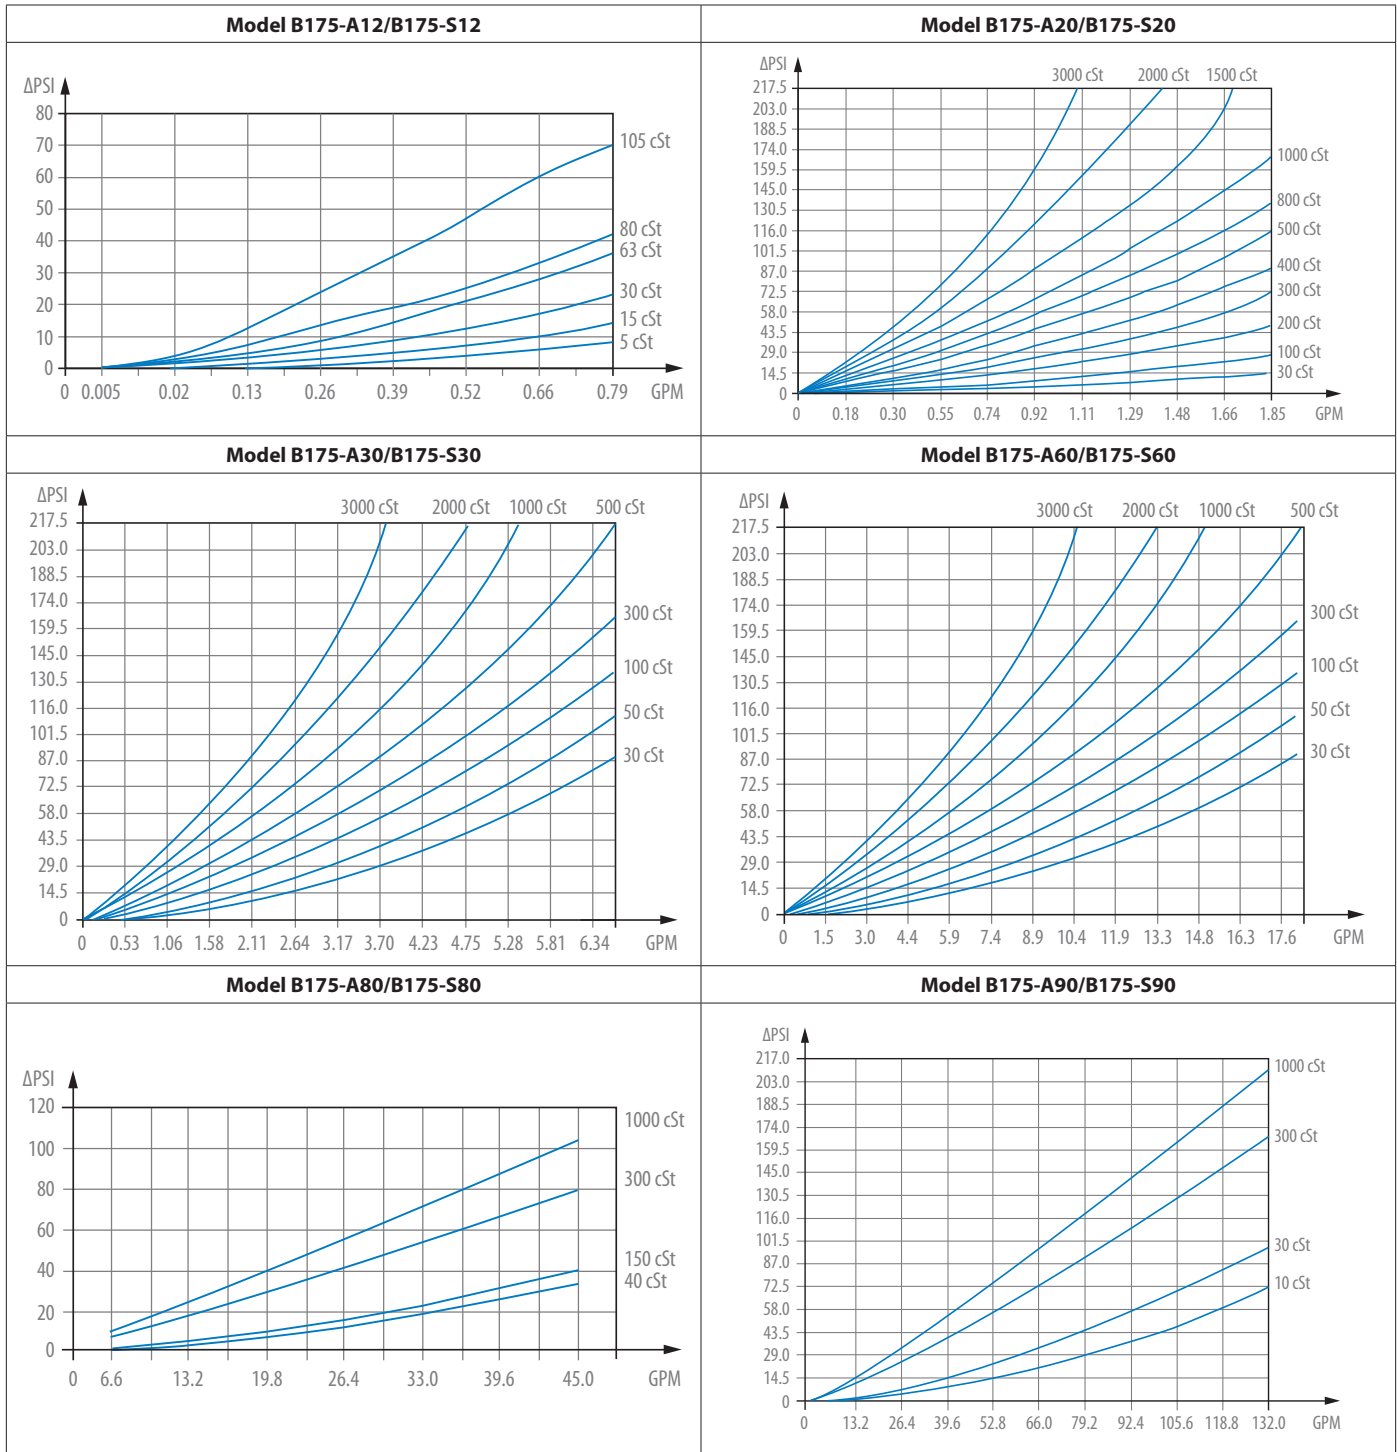 Model B175-A12/B175-S12
ΔPSI
80
70
60
50
40
30
20
10
0
105 cSt
80 cSt
63 cSt
30 cSt
15 cSt
5 cSt
0 0.005 0.02 0.13 0.26 0.39 0.52 0.66 0.79 GPM
Model B175-A20/B175-S20
ΔPSI
3000 cSt 2000 cSt 1500 cSt
217.5
203.0
188.5
174.0
159.5
145.0
130.5
116.0
101.5
87.0
72.5
58.0
43.5
29.0
14.5
0
1000 cSt
800 cSt
500 cSt
400 cSt
300 cSt
200 cSt
100 cSt
30 cSt
0 0.18 0.30 0.55 0.74 0.92 1.11 1.29 1.48 1.66 1.85 GPM
Model B175-A30/B175-S30
ΔPSI
3000 cSt 2000 cSt 1000 cSt 500 cSt
217.5
203.0
188.5
174.0
159.5
145.0
130.5
116.0
101.5
87.0
72.5
58.0
43.5
29.0
14.5
0
300 cSt
100 cSt
50 cSt
30 cSt
0 0.53 1.06 1.58 2.11 2.64 3.17 3.70 4.23 4.75 5.28 5.81 6.34 GPM
Model B175-A60/B175-S60
ΔPSI
3000 cSt 2000 cSt 1000 cSt 500 cSt
217.5
203.0
188.5
174.0
159.5
145.0
130.5
116.0
101.5
87.0
72.5
58.0
43.5
29.0
14.5
0
300 cSt
100 cSt
50 cSt
30 cSt
0 1.5 3.0 4.4 5.9 7.4 8.9 10.4 11.9 13.3 14.8 16.3 17.6 GPM
Model B175-A80/B175-S80
ΔPSI
120
100
80
60
40
20
0
1000 cSt
300 cSt
150 cSt
40 cSt
0 6.6 13.2 19.8 26.4 33.0 39.6 45.0 GPM
Model B175-A90/B175-S90
ΔPSI
217.0
203.0
188.5
174.0
159.5
145.0
130.5
116.0
101.5
87.0
72.5
58.0
43.5
29.0
14.5
0
1000 cSt
300 cSt
30 cSt
10 cSt
0 13.2 26.4 39.6 52.8 66.0 79.2 92.4 105.6 118.8 132.0 GPM